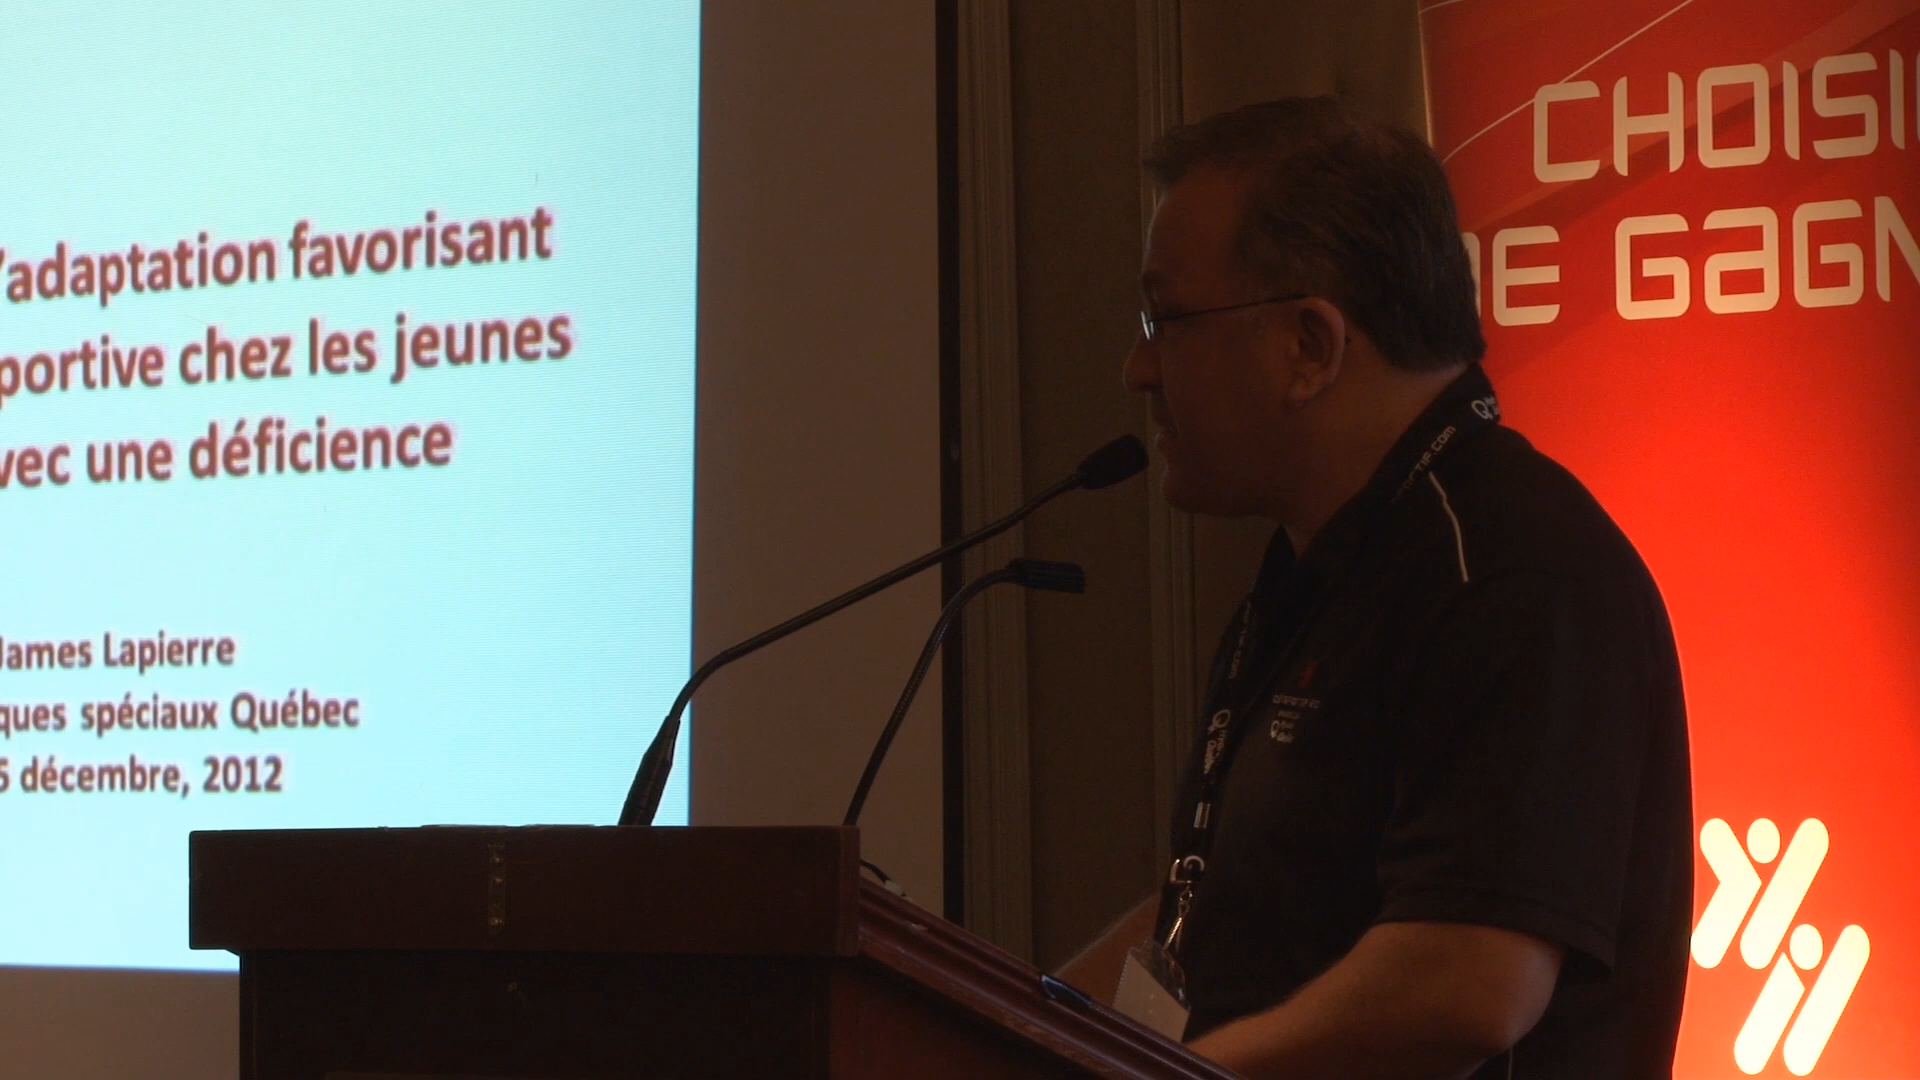 'adaptation favorisant
portive chez les jeunes
vec une déficience
James Lapierre
ques spéciaux Québec
5 décembre, 2012
CHOISI
DE GAGN